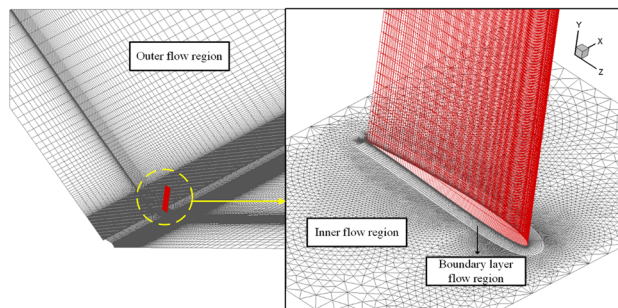 Outer flow region
Y
X
Z
Inner flow region
Boundary layer
flow region